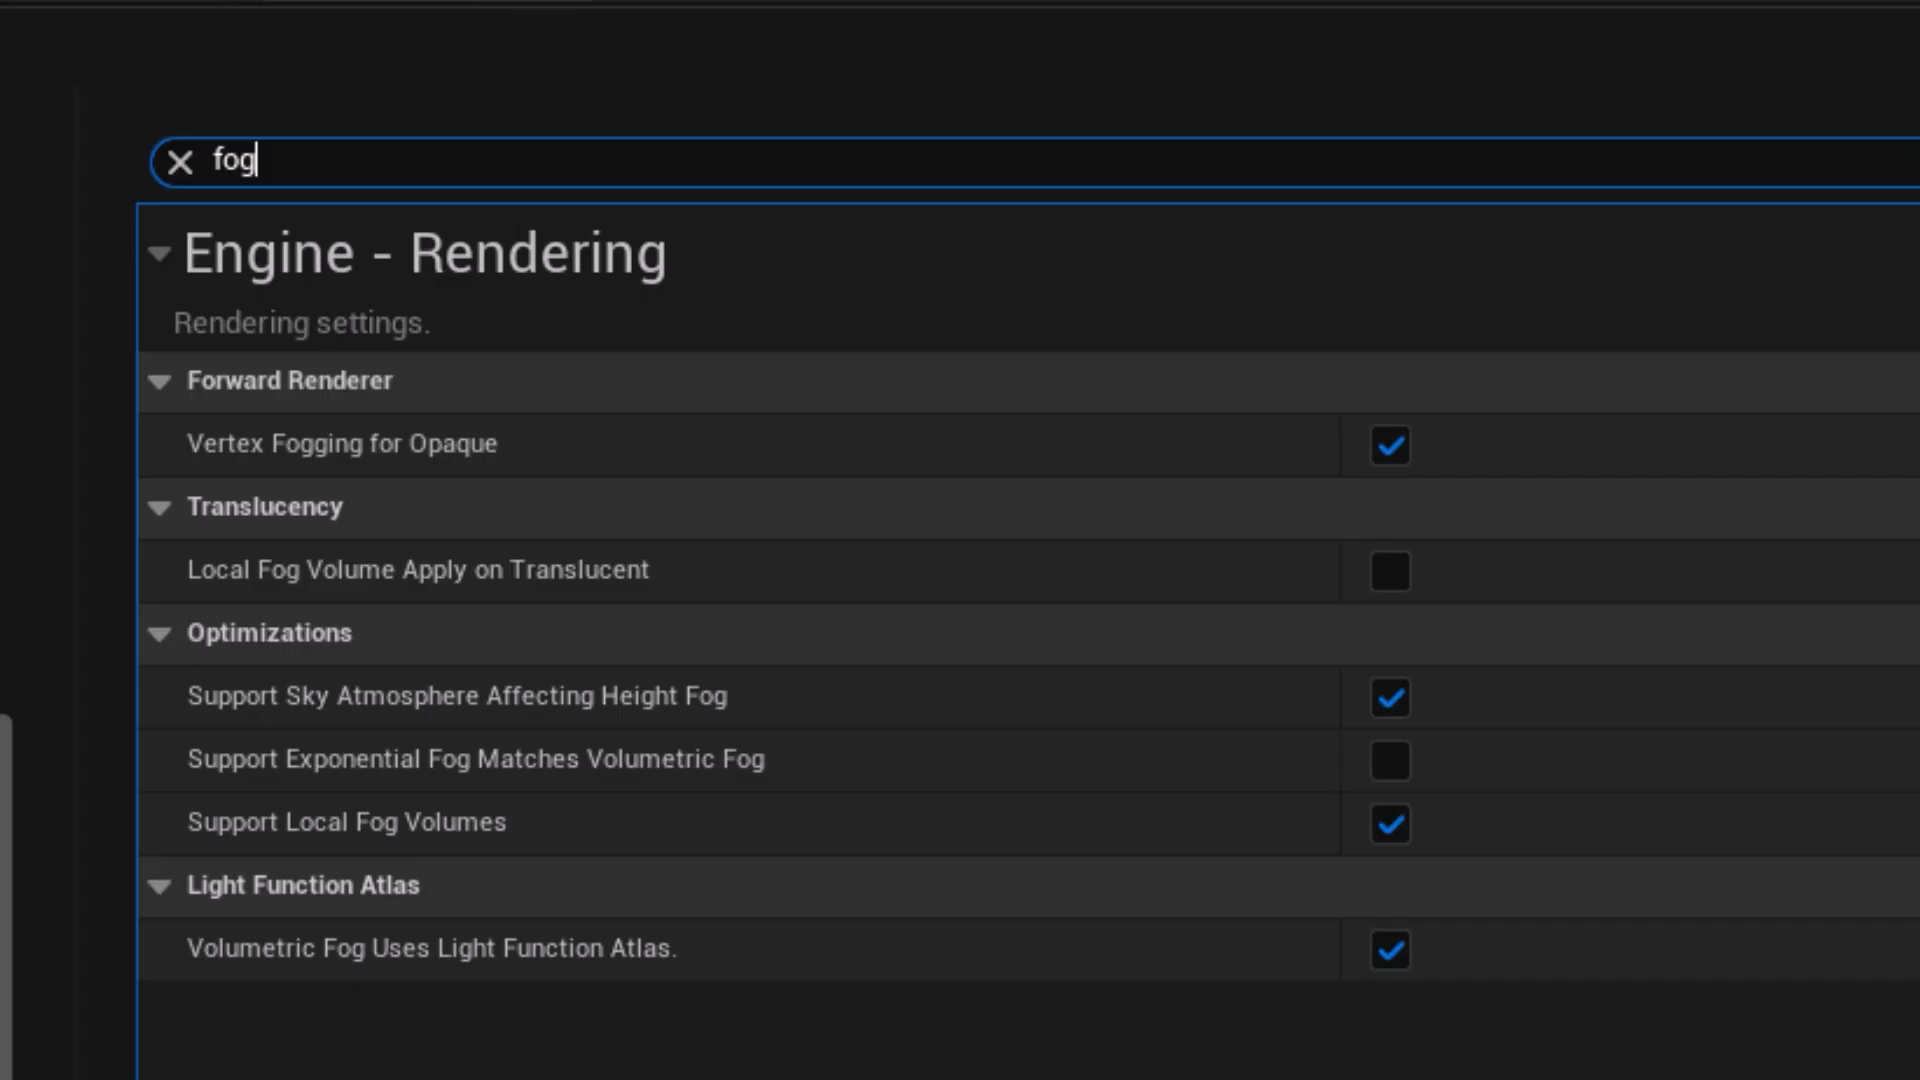 fog
Engine - Rendering
Rendering settings.
Forward Renderer
Vertex Fogging for Opaque
Translucency
Local Fog Volume Apply on Translucent
Optimizations
Support Sky Atmosphere Affecting Height Fog
Support Exponential Fog Matches Volumetric Fog
Support Local Fog Volumes
Light Function Atlas
Volumetric Fog Uses Light Function Atlas.